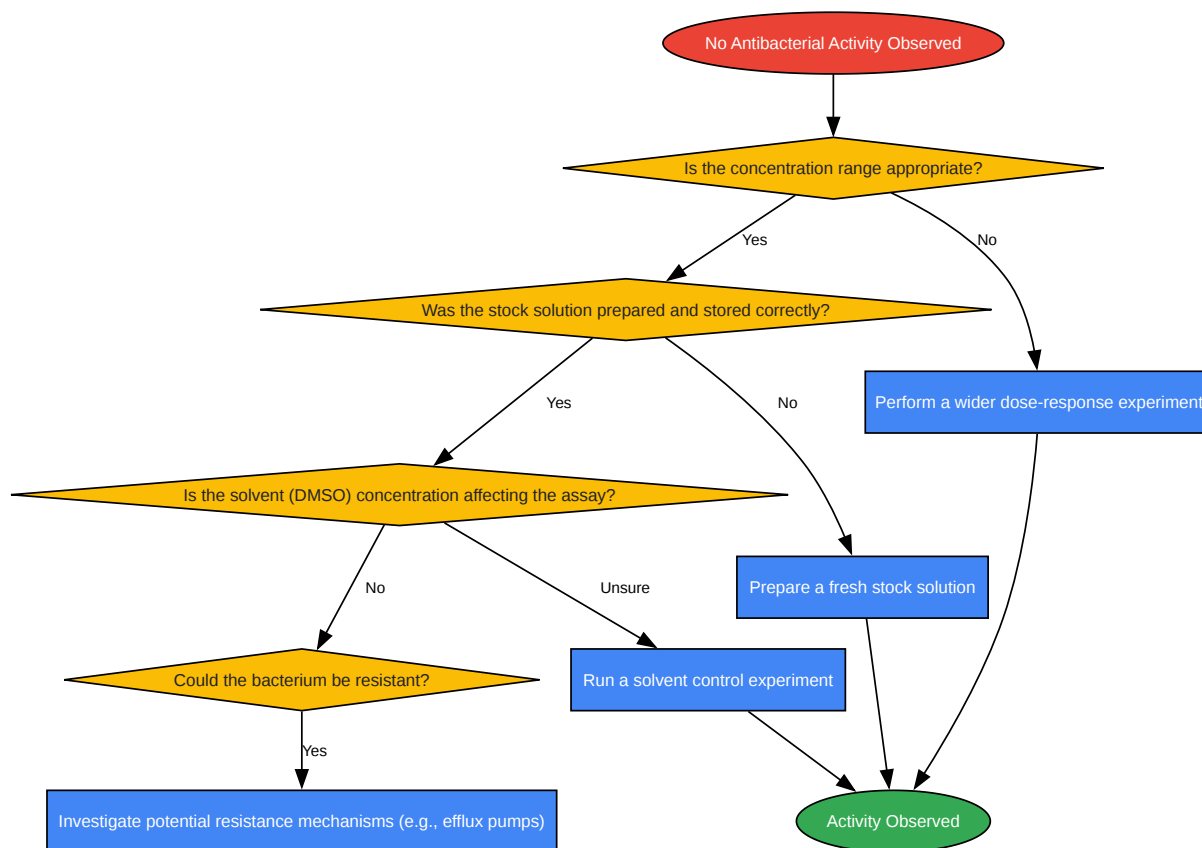 No Antibacterial Activity Observed
Is the concentration range appropriate?
Yes
No
Was the stock solution prepared and stored correctly?
Perform a wider dose-response experiment
Yes
No
Is the solvent (DMSO) concentration affecting the assay?
No
Unsure
Prepare a fresh stock solution
Could the bacterium be resistant?
Run a solvent control experiment
Yes
Investigate potential resistance mechanisms (e.g., efflux pumps)
Activity Observed